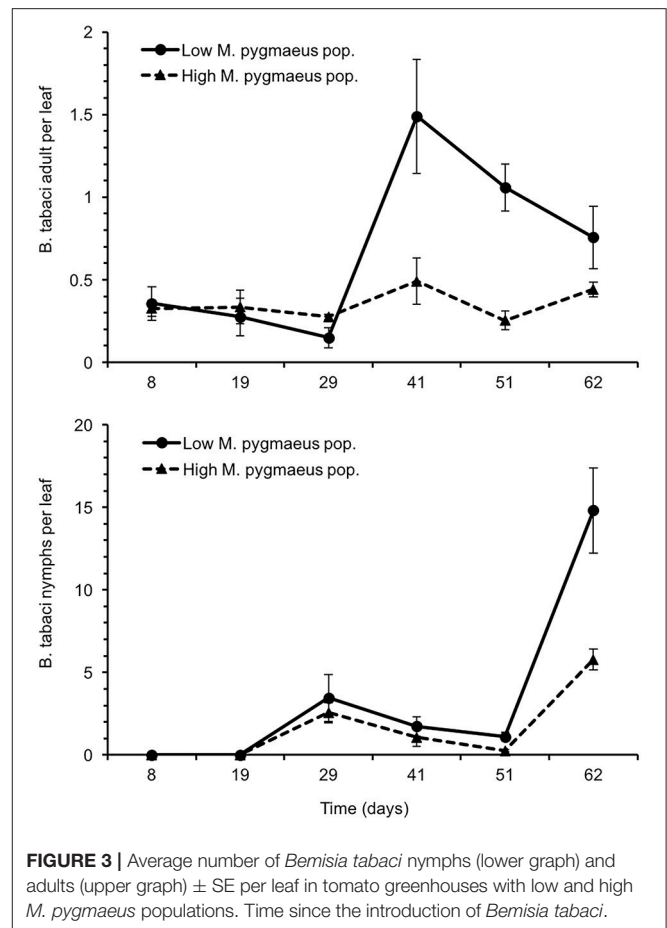 2
Low M. pygmaeus pop.
High M. pygmaeus pop.
1.5
1
0.5
0
B. tabaci adult per leaf
8 19 29 41 51 62
20
Low M. pygmaeus pop.
High M. pygmaeus pop.
15
10
5
0
B. tabaci nymphs per leaf
8 19 29 41 51 62
Time (days)
FIGURE 3 | Average number of Bemisia tabaci nymphs (lower graph) and
adults (upper graph) ± SE per leaf in tomato greenhouses with low and high
M. pygmaeus populations. Time since the introduction of Bemisia tabaci.